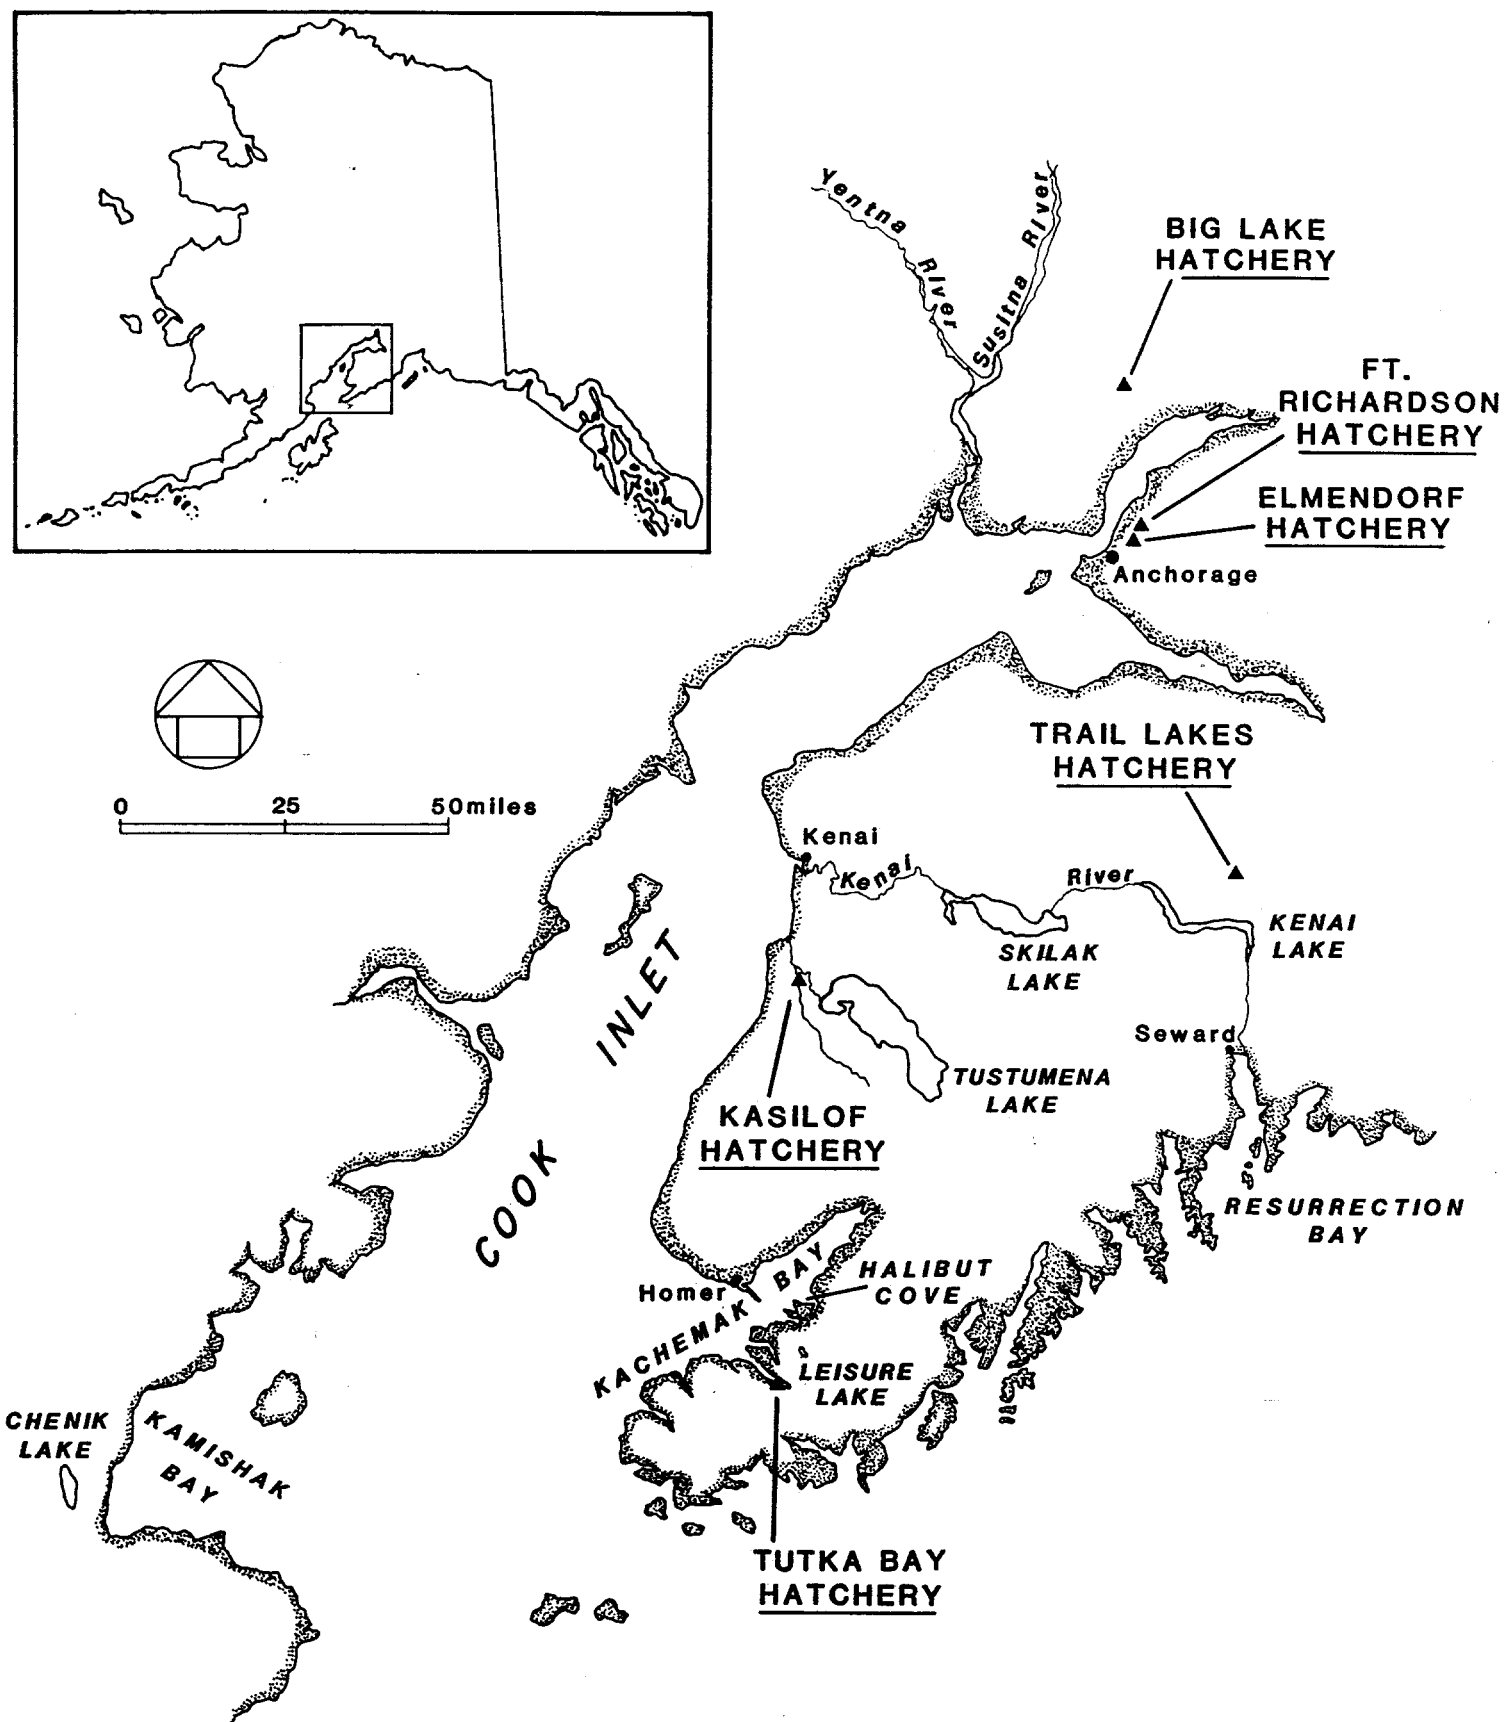 Yentna River
Susitna River
BIG LAKE
HATCHERY
FT.
RICHARDSON
HATCHERY
ELMENDORF
HATCHERY
Anchorage
TRAIL LAKES
HATCHERY
0 25 50miles
Kenai
Kenai River
KENAI
LAKE
SKILAK
LAKE
COOK INLET
Seward
TUSTUMENA
LAKE
KASILOF
HATCHERY
RESURRECTION
BAY
HALIBUT
COVE
Homer
KACHEMAK BAY
LEISURE
LAKE
CHENIK
LAKE
KAMISHAK
BAY
TUTKA BAY
HATCHERY